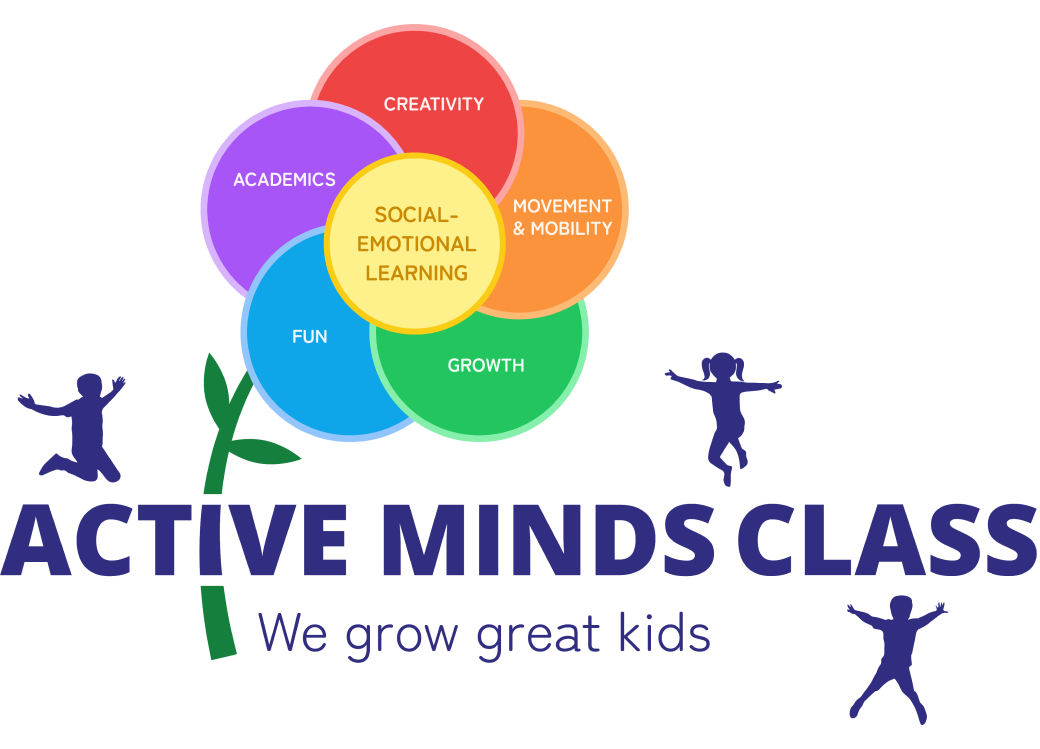 CREATIVITY
ACADEMICS
MOVEMENT
& MOBILITY
SOCIAL-
EMOTIONAL
LEARNING
FUN
GROWTH
ACTIVE MINDS CLASS
We grow great kids